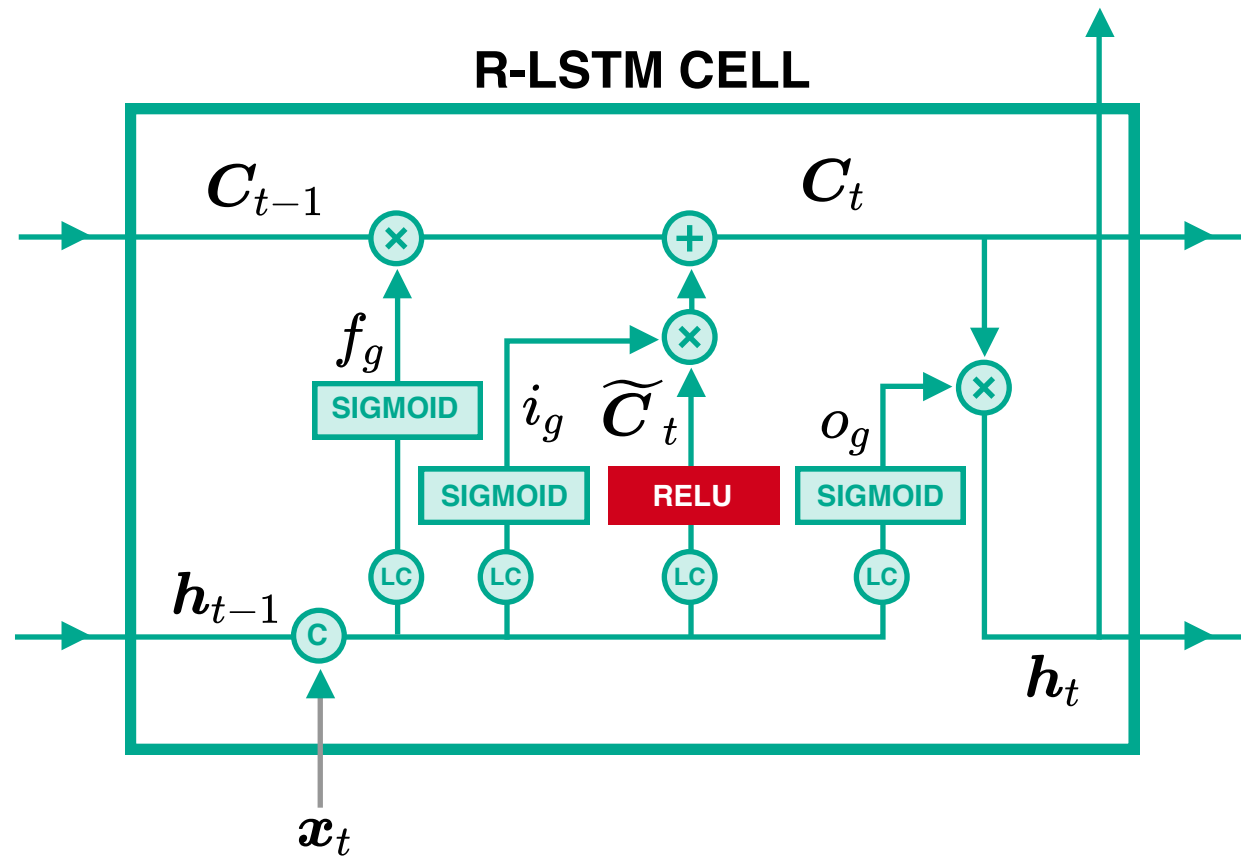 R-LSTM CELL
C_{t-1}
C_t
×
+
×
f_g
×
SIGMOID
i_g
\widetilde{C}_t
o_g
SIGMOID
RELU
SIGMOID
LC
LC
LC
LC
h_{t-1}
C
h_t
x_t